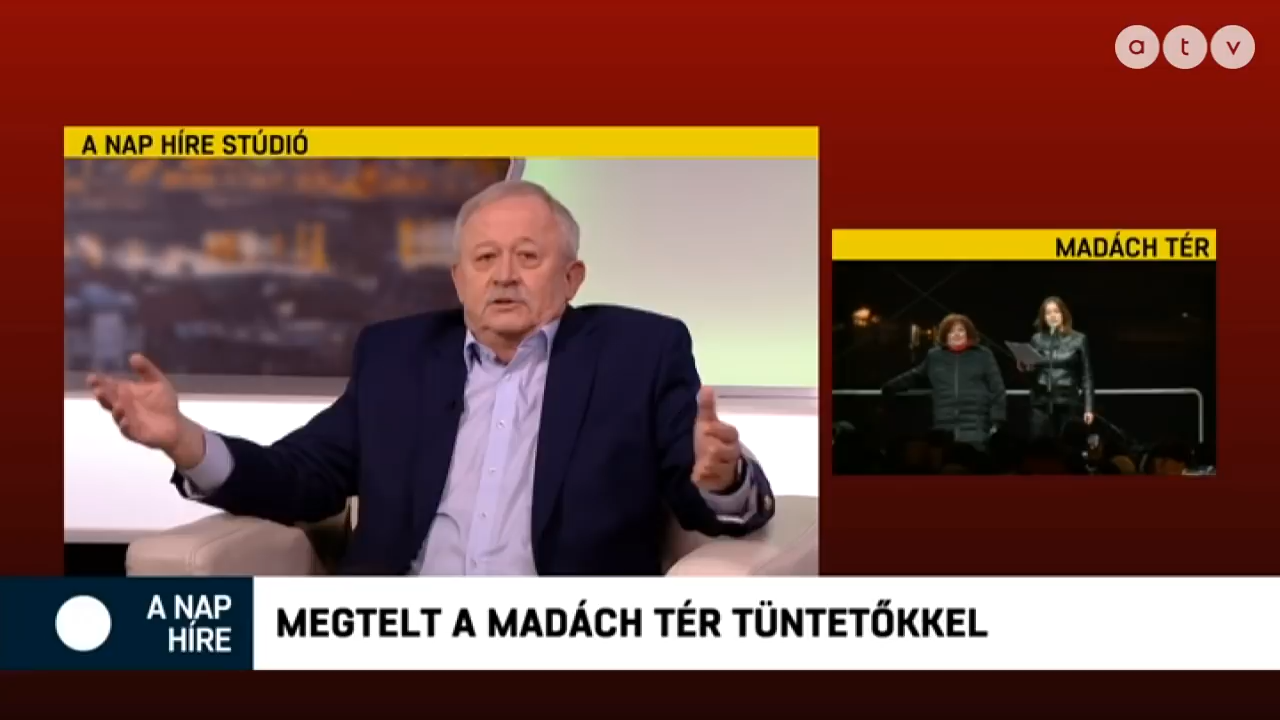 atv
A NAP HÍRE STÚDIÓ
MADÁCH TÉR
A NAP
HÍRE
MEGTELT A MADÁCH TÉR TÜNTETŐKKEL